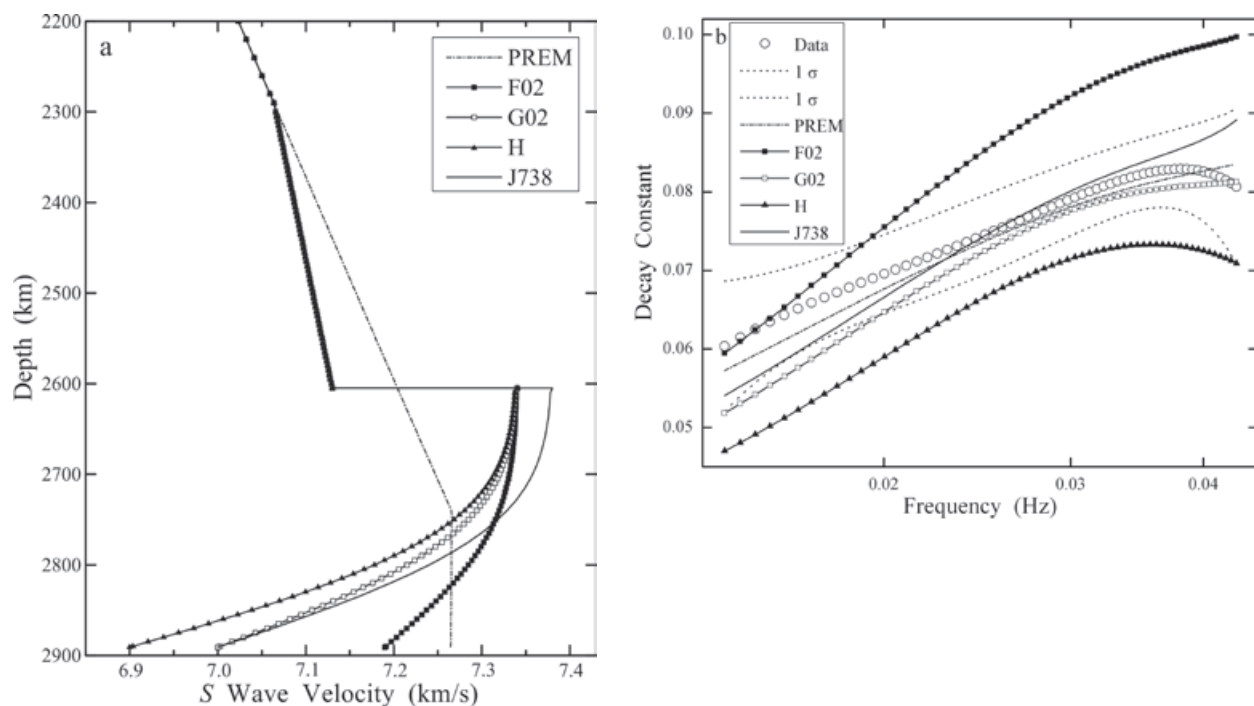 a
PREM
F02
G02
H
J738
2200
2300
2400
2500
2600
2700
2800
2900
Depth (km)
6.9
7.0
7.1
7.2
7.3
7.4
S Wave Velocity (km/s)
b
Data
1 σ
1 σ
PREM
F02
G02
H
J738
0.10
0.09
0.08
0.07
0.06
0.05
Decay Constant
0.02
0.03
0.04
Frequency (Hz)